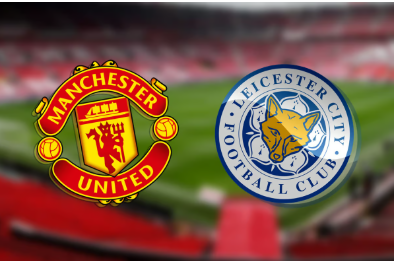 MANCHESTER
UNITED
LEICESTER CITY
FOOTBALL CLUB